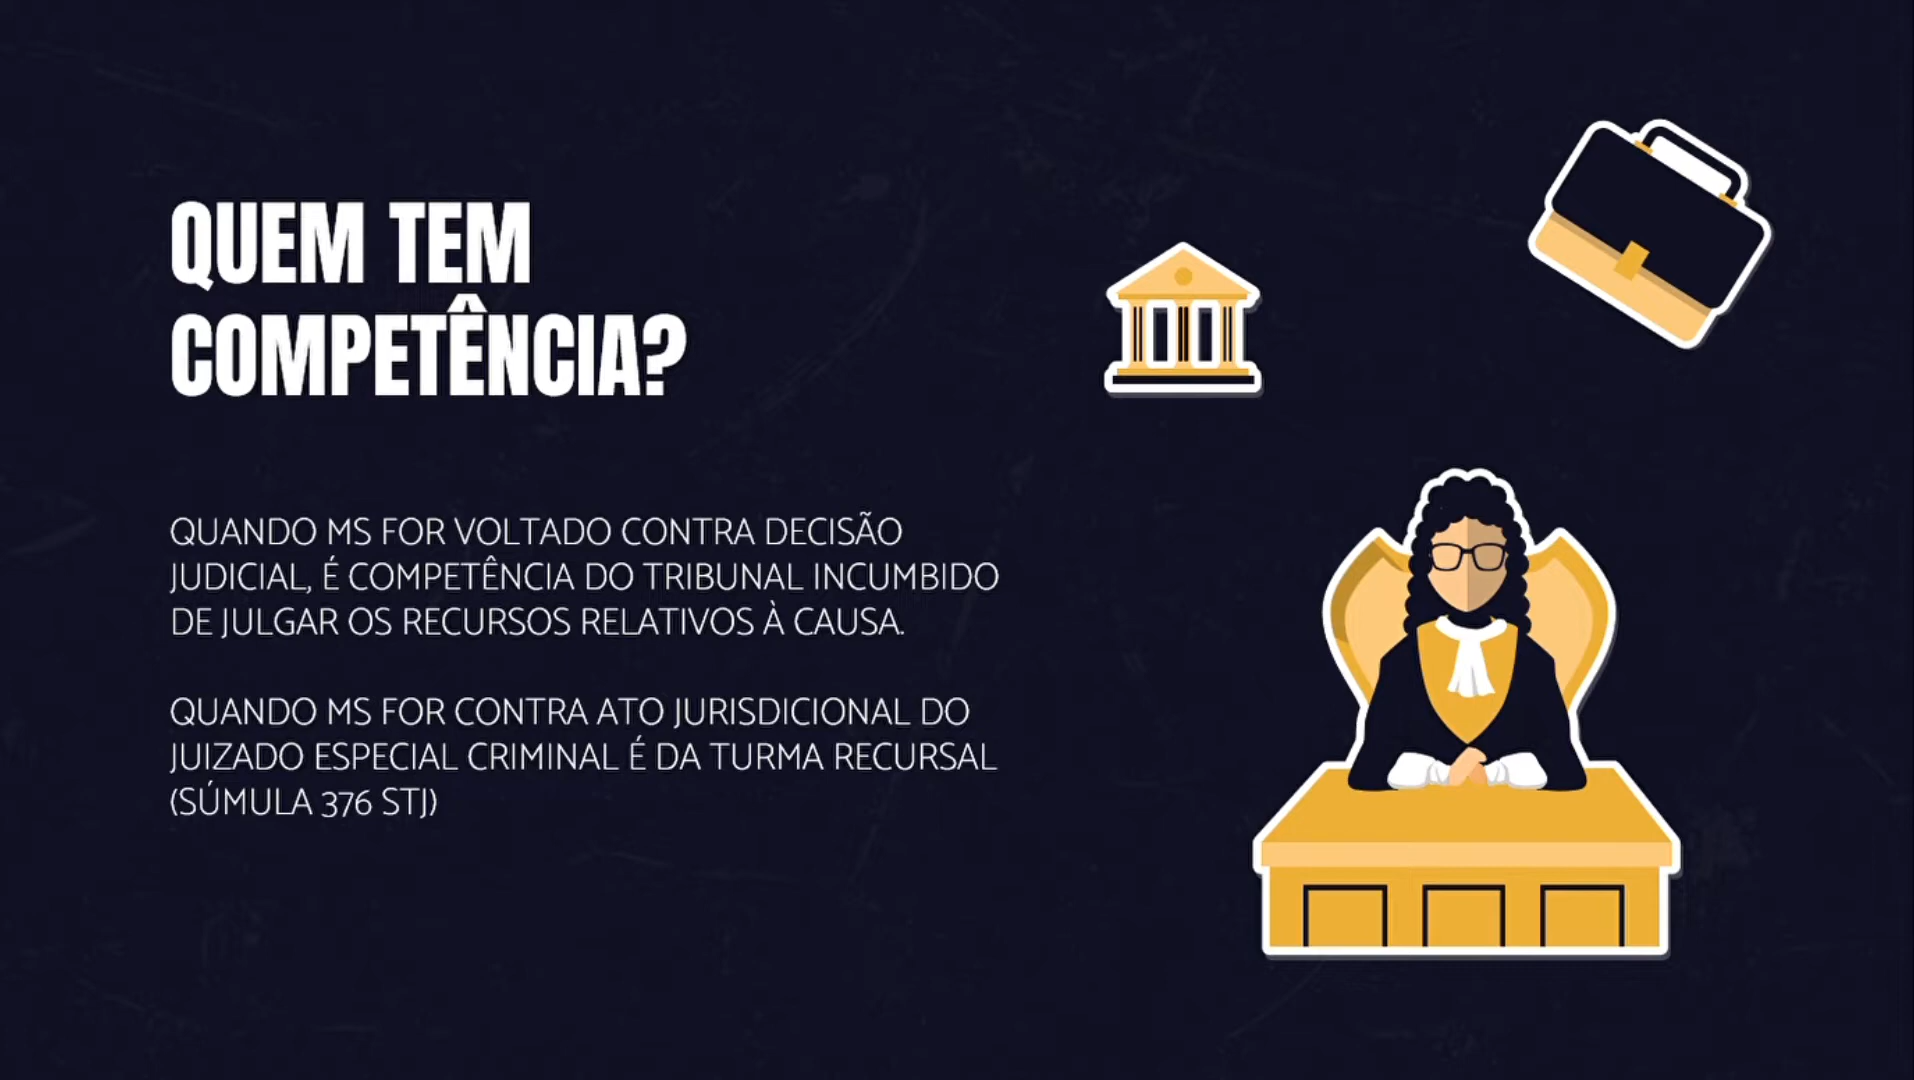 QUEM TEM
COMPETÊNCIA?
QUANDO MS FOR VOLTADO CONTRA DECISÃO
JUDICIAL, É COMPETÊNCIA DO TRIBUNAL INCUMBIDO
DE JULGAR OS RECURSOS RELATIVOS À CAUSA.
QUANDO MS FOR CONTRA ATO JURISDICIONAL DO
JUIZADO ESPECIAL CRIMINAL É DA TURMA RECURSAL
(SÚMULA 376 STJ)